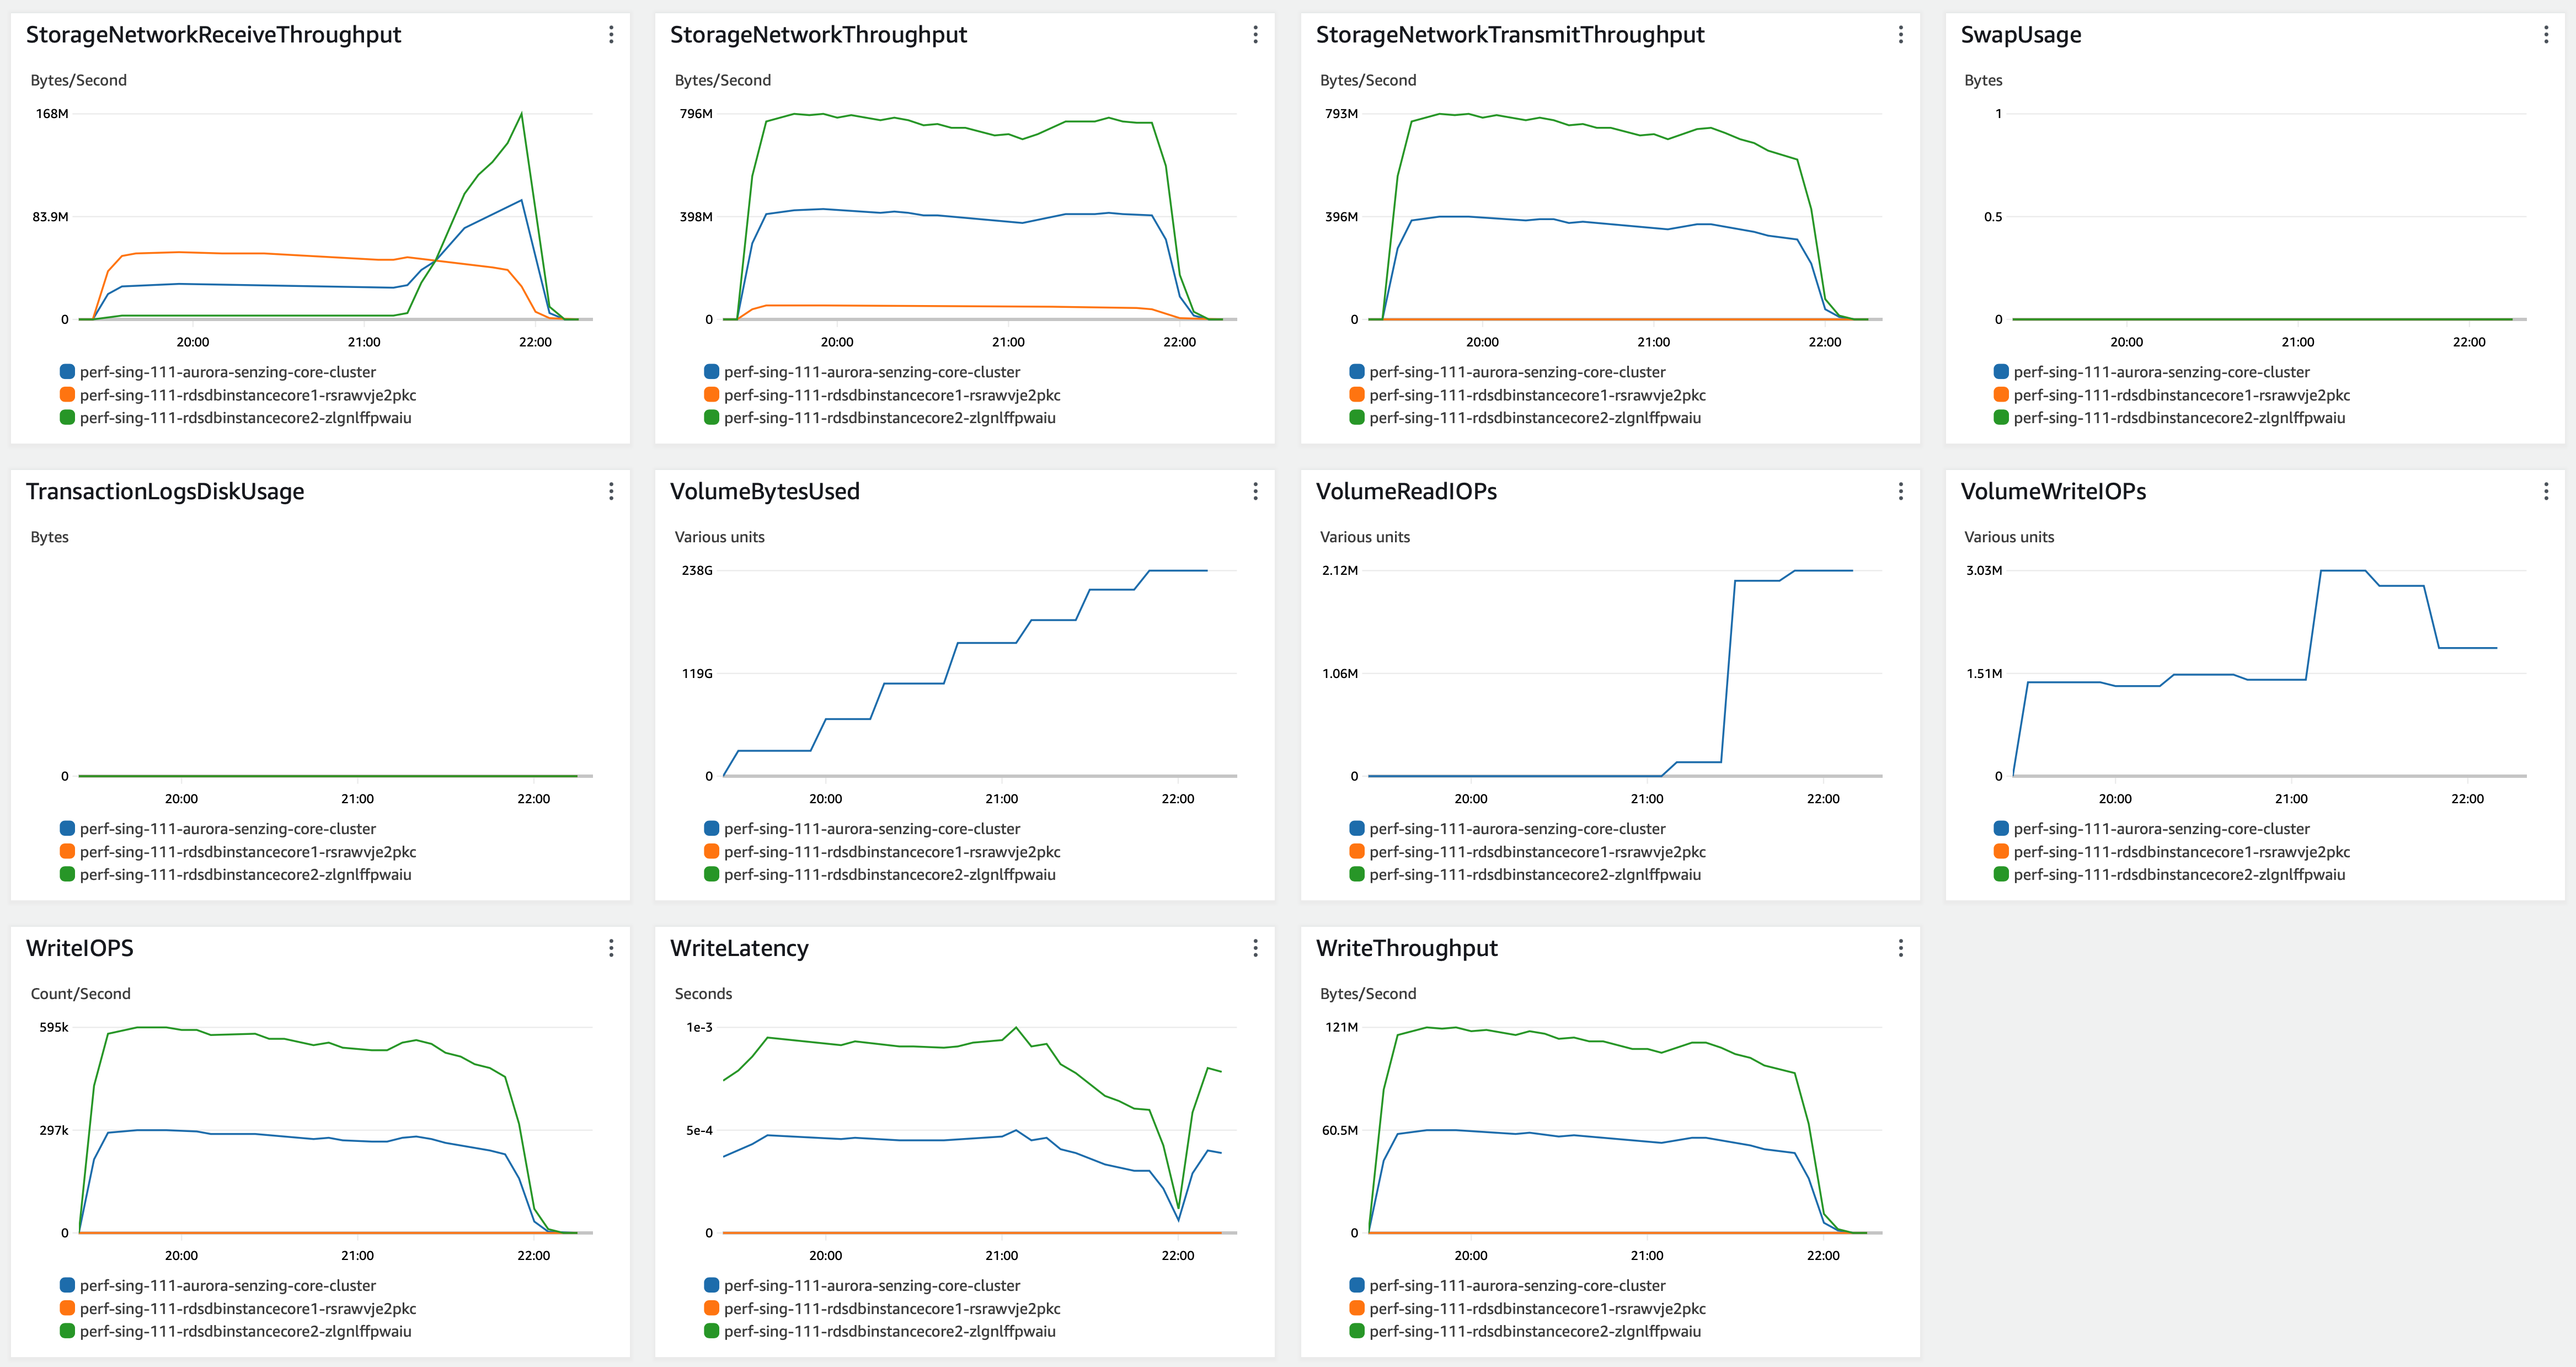 StorageNetworkReceiveThroughput
Bytes/Second
168M
83.9M
0
20:00 21:00 22:00
perf-sing-111-aurora-senzing-core-cluster
perf-sing-111-rdsdbinstancecore1-rsrawvje2pkc
perf-sing-111-rdsdbinstancecore2-zlgnlffpwaiu
StorageNetworkThroughput
Bytes/Second
796M
398M
0
20:00 21:00 22:00
perf-sing-111-aurora-senzing-core-cluster
perf-sing-111-rdsdbinstancecore1-rsrawvje2pkc
perf-sing-111-rdsdbinstancecore2-zlgnlffpwaiu
StorageNetworkTransmitThroughput
Bytes/Second
793M
396M
0
20:00 21:00 22:00
perf-sing-111-aurora-senzing-core-cluster
perf-sing-111-rdsdbinstancecore1-rsrawvje2pkc
perf-sing-111-rdsdbinstancecore2-zlgnlffpwaiu
SwapUsage
Bytes
1
0.5
0
20:00 21:00 22:00
perf-sing-111-aurora-senzing-core-cluster
perf-sing-111-rdsdbinstancecore1-rsrawvje2pkc
perf-sing-111-rdsdbinstancecore2-zlgnlffpwaiu
TransactionLogsDiskUsage
Bytes
0
20:00 21:00 22:00
perf-sing-111-aurora-senzing-core-cluster
perf-sing-111-rdsdbinstancecore1-rsrawvje2pkc
perf-sing-111-rdsdbinstancecore2-zlgnlffpwaiu
VolumeBytesUsed
Various units
238G
119G
0
20:00 21:00 22:00
perf-sing-111-aurora-senzing-core-cluster
perf-sing-111-rdsdbinstancecore1-rsrawvje2pkc
perf-sing-111-rdsdbinstancecore2-zlgnlffpwaiu
VolumeReadIOPs
Various units
2.12M
1.06M
0
20:00 21:00 22:00
perf-sing-111-aurora-senzing-core-cluster
perf-sing-111-rdsdbinstancecore1-rsrawvje2pkc
perf-sing-111-rdsdbinstancecore2-zlgnlffpwaiu
VolumeWriteIOPs
Various units
3.03M
1.51M
0
20:00 21:00 22:00
perf-sing-111-aurora-senzing-core-cluster
perf-sing-111-rdsdbinstancecore1-rsrawvje2pkc
perf-sing-111-rdsdbinstancecore2-zlgnlffpwaiu
WriteIOPS
Count/Second
595k
297k
0
20:00 21:00 22:00
perf-sing-111-aurora-senzing-core-cluster
perf-sing-111-rdsdbinstancecore1-rsrawvje2pkc
perf-sing-111-rdsdbinstancecore2-zlgnlffpwaiu
WriteLatency
Seconds
1e-3
5e-4
0
20:00 21:00 22:00
perf-sing-111-aurora-senzing-core-cluster
perf-sing-111-rdsdbinstancecore1-rsrawvje2pkc
perf-sing-111-rdsdbinstancecore2-zlgnlffpwaiu
WriteThroughput
Bytes/Second
121M
60.5M
0
20:00 21:00 22:00
perf-sing-111-aurora-senzing-core-cluster
perf-sing-111-rdsdbinstancecore1-rsrawvje2pkc
perf-sing-111-rdsdbinstancecore2-zlgnlffpwaiu